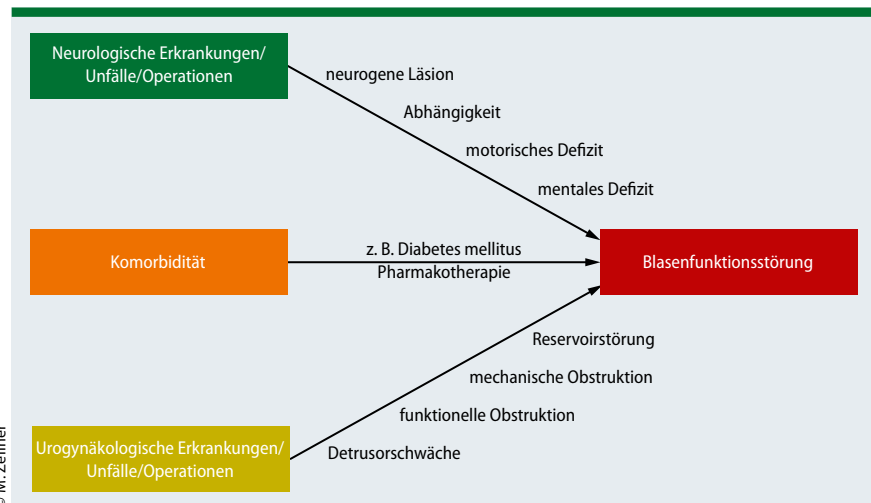 Neurologische Erkrankungen/
Unfälle/Operationen
neurogene Läsion
Abhängigkeit
motorisches Defizit
mentales Defizit
Komorbidität
z. B. Diabetes mellitus
Pharmakotherapie
Blasenfunktionsstörung
Reservoirstörung
mechanische Obstruktion
funktionelle Obstruktion
Detrusorschwäche
Urogynäkologische Erkrankungen/
Unfälle/Operationen
M. Zellner